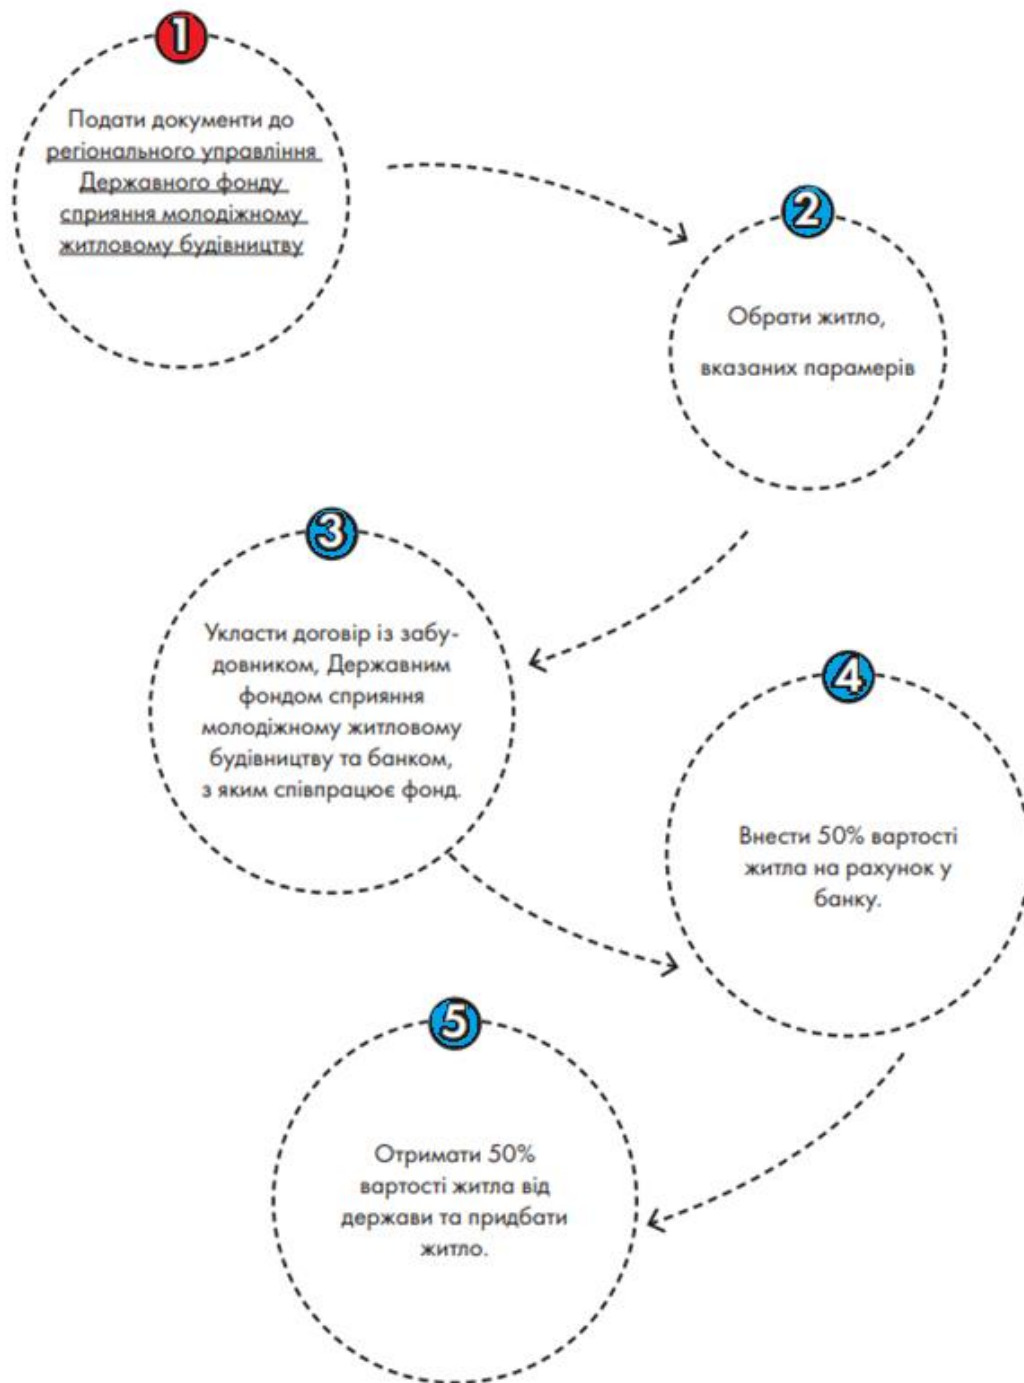 1
Подати документи до
регіонального управління
Державного фонду
сприяння молодіжному
житловому будівництву
2
Обрати житло,
вказаних парамерів
3
Укласти договір із забу-
довником, Державним
фондом сприяння
молодіжному житловому
будівництву та банком,
з яким співпрацює фонд.
4
Внести 50% вартості
житла на рахунок у
банку.
5
Отримати 50%
вартості житла від
держави та придбати
житло.